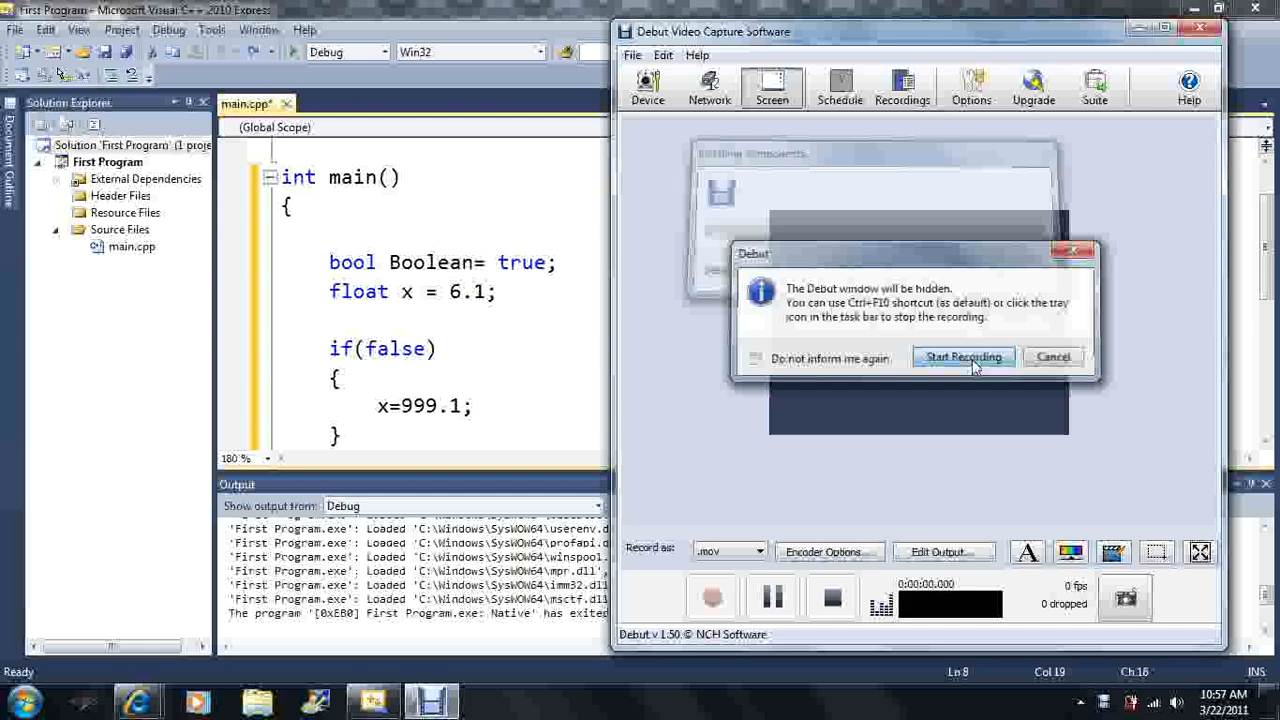 First Program - Microsoft Visual C++ 2010 Express
File Edit View Project Debug Tools Window Help
Debug Win32
Solution Explorer
main.cpp*
(Global Scope)
Document Outline
Solution 'First Program' (1 proje
First Program
External Dependencies
Header Files
Resource Files
Source Files
main.cpp
int main()
{
bool Boolean= true;
float x = 6.1;
if(false)
{
x=999.1;
}
180 %
Output
Show output from: Debug
'First Program.exe': Loaded 'C:\Windows\SysWOW64\userenv.d
'First Program.exe': Loaded 'C:\Windows\SysWOW64\profapi.d
'First Program.exe': Loaded 'C:\Windows\SysWOW64\winspool.
'First Program.exe': Loaded 'C:\Windows\SysWOW64\mpr.dll',
'First Program.exe': Loaded 'C:\Windows\SysWOW64\imm32.dll
'First Program.exe': Loaded 'C:\Windows\SysWOW64\msctf.dll
The program '[0xEB0] First Program.exe: Native' has exited
Debut Video Capture Software
File Edit Help
Device Network Screen Schedule Recordings Options Upgrade Suite Help
Components
Debut
The Debut window will be hidden.
You can use Ctrl+F10 shortcut (as default) or click the tray
icon in the task bar to stop the recording.
Do not inform me again Start Recording Cancel
Record as: .mov Encoder Options... Edit Output... A
0:00:00.000 0 fps
0 dropped
Debut v 1.50 © NCH Software
Ready Ln 8 Col 19 Ch 16 INS
10:57 AM
3/22/2011